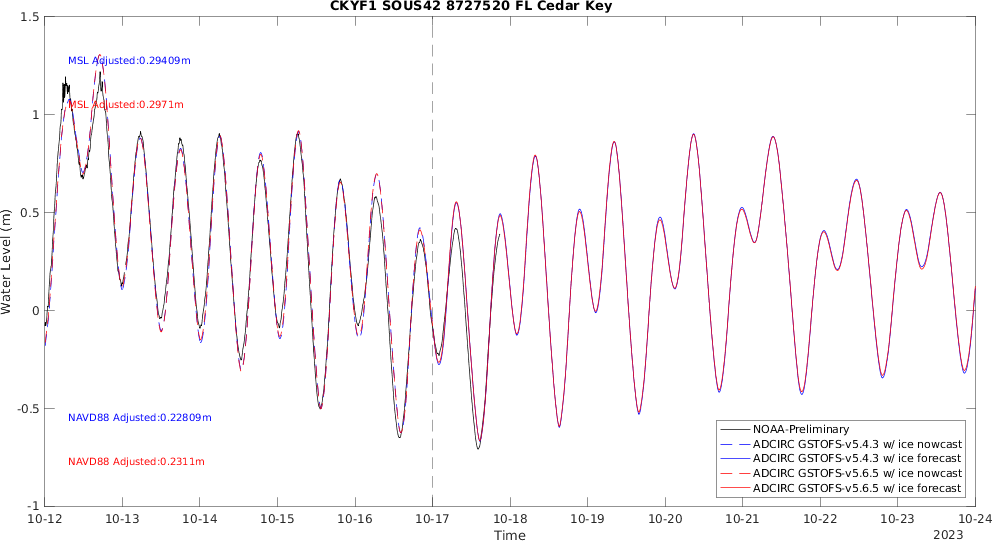 CKYF1 SOUS42 8727520 FL Cedar Key
1.5
1
0.5
0
-0.5
-1
Water Level (m)
MSL Adjusted:0.29409m
MSL Adjusted:0.2971m
NAVD88 Adjusted:0.22809m
NAVD88 Adjusted:0.2311m
NOAA-Preliminary
ADCIRC GSTOFS-v5.4.3 w/ ice nowcast
ADCIRC GSTOFS-v5.4.3 w/ ice forecast
ADCIRC GSTOFS-v5.6.5 w/ ice nowcast
ADCIRC GSTOFS-v5.6.5 w/ ice forecast
10-12 10-13 10-14 10-15 10-16 10-17 10-18 10-19 10-20 10-21 10-22 10-23 10-24
Time
2023